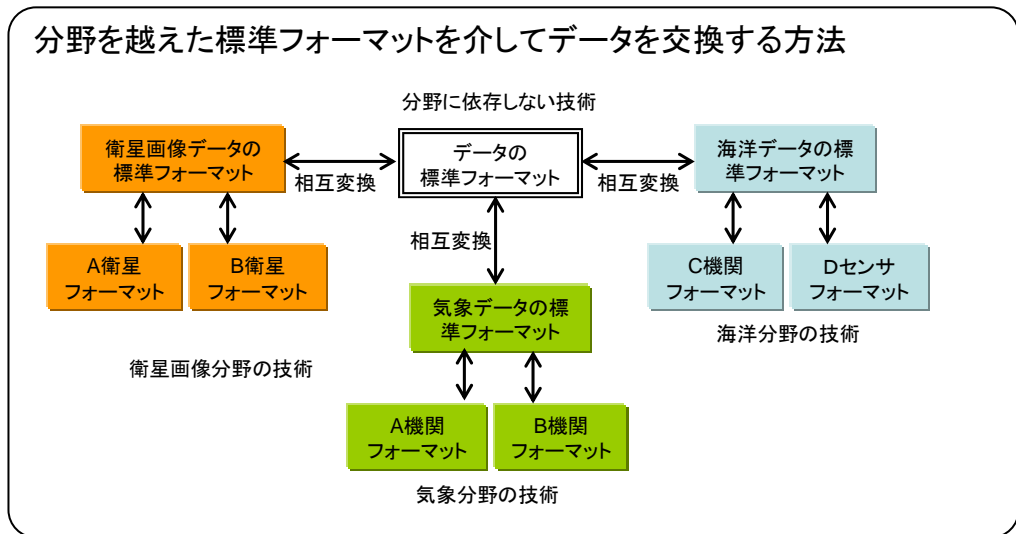 分野を越えた標準フォーマットを介してデータを交換する方法
分野に依存しない技術
衛星画像データの
標準フォーマット
相互変換
データの
標準フォーマット
相互変換
海洋データの標
準フォーマット
相互変換
A衛星
フォーマット
B衛星
フォーマット
C機関
フォーマット
Dセンサ
フォーマット
気象データの標
準フォーマット
海洋分野の技術
衛星画像分野の技術
A機関
フォーマット
B機関
フォーマット
気象分野の技術